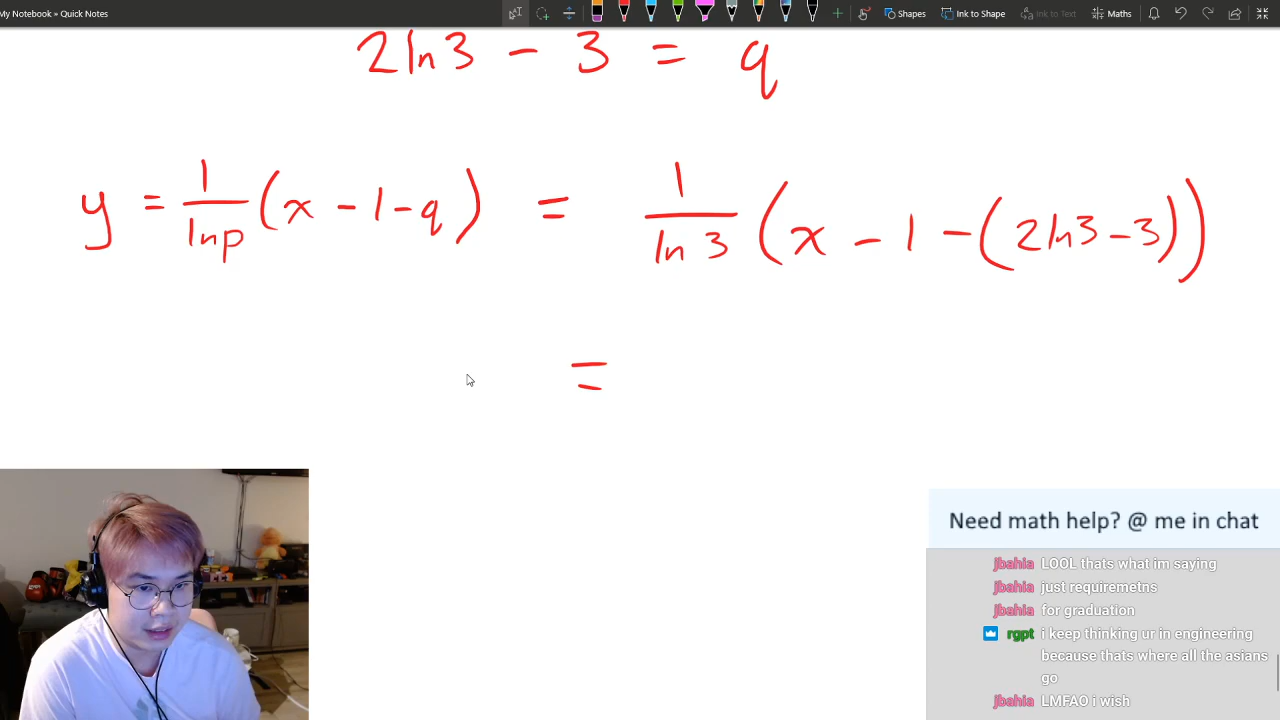 My Notebook » Quick Notes
Shapes
Ink to Shape
Ink to Text
Maths
2ln3 - 3 = q
y = 1/lnp (x - 1 - q) = 1/ln 3 (x - 1 - (2ln3 - 3))
=
Need math help? @ me in chat
jbahia LOOL thats what im saying
jbahia just requiremetns
jbahia for graduation
rgpt i keep thinking ur in engineering
because thats where all the asians
go
jbahia LMFAO i wish